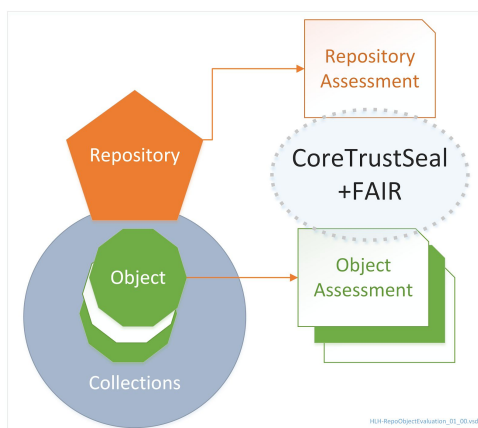 Repository
Assessment
Repository
CoreTrustSeal
+FAIR
Object
Object
Assessment
Collections
HLH-RepoObjectEvaluation_01_00.vsd